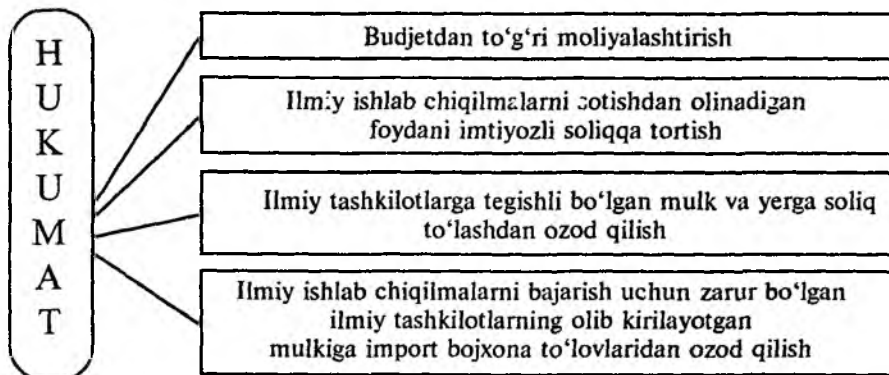 HUKUMAT
Budjetdan to‘g‘ri moliyalashtirish
Ilmiy ishlab chiqilmalarni sotishdan olinadigan
foydani imtiyozli soliqqa tortish
Ilmiy tashkilotlarga tegishli bo‘lgan mulk va yerga soliq
to‘lashdan ozod qilish
Ilmiy ishlab chiqilmalarni bajarish uchun zarur bo‘lgan
ilmiy tashkilotlarning olib kirilayotgan
mulkiga import bojxona to‘lovlaridan ozod qilish